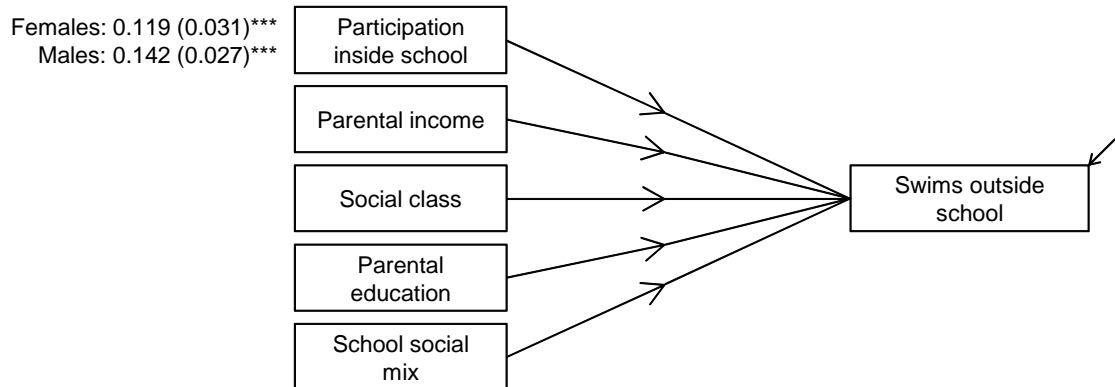 Females: 0.119 (0.031)***
Males: 0.142 (0.027)***
Participation
inside school
Parental income
Social class
Parental
education
School social
mix
Swims outside
school